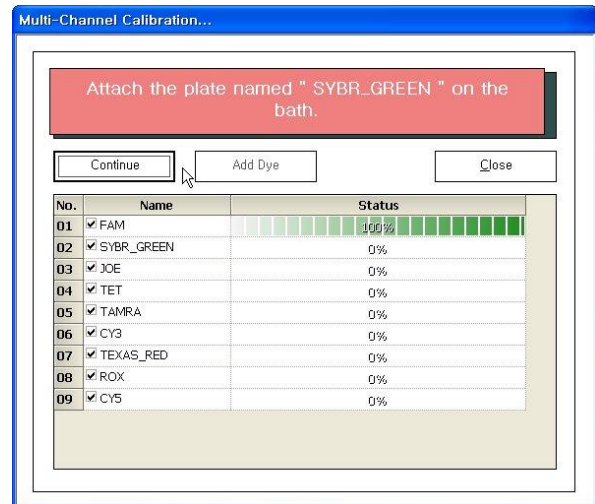 Multi-Channel Calibration...
Attach the plate named " SYBR_GREEN " on the
bath.
Continue Add Dye Close
No. Name Status
01 FAM 100%
02 SYBR_GREEN 0%
03 JOE 0%
04 TET 0%
05 TAMRA 0%
06 CY3 0%
07 TEXAS_RED 0%
08 ROX 0%
09 CY5 0%